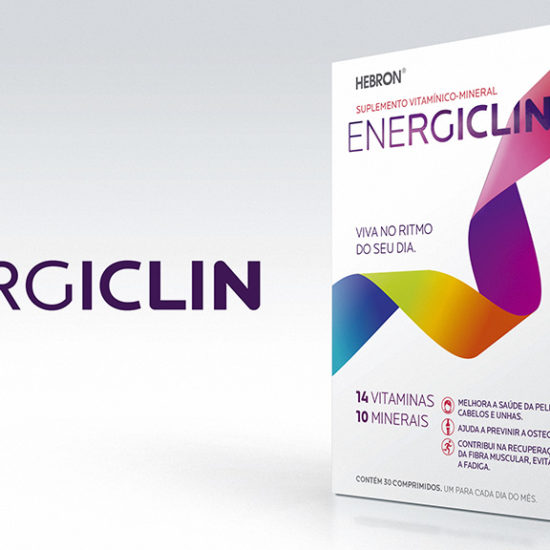 RGICLIN
HEBRON®
SUPLEMENTO VITAMÍNICO-MINERAL
ENERGICLIN
VIVA NO RITMO
DO SEU DIA.
14 VITAMINAS
10 MINERAIS
MELHORA A SAÚDE DA PEL
CABELOS E UNHAS.
AJUDA A PREVINIR A OSTEO
CONTRIBUI NA RECUPERAÇ
DA FIBRA MUSCULAR, EVITA
A FADIGA.
CONTÉM 30 COMPRIMIDOS. UM PARA CADA DIA DO MÊS.